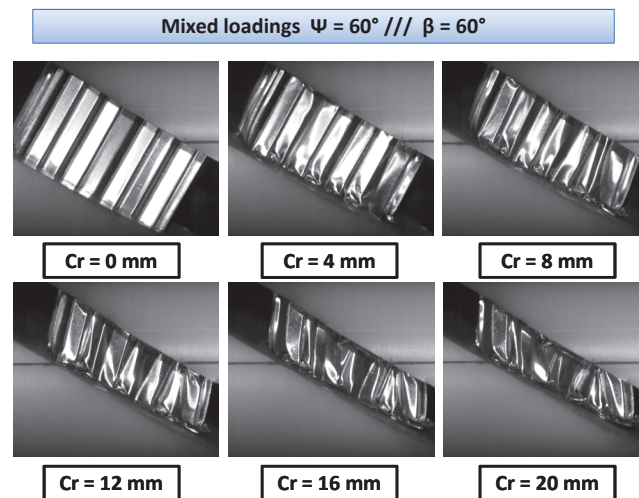 Mixed loadings Ψ = 60° /// β = 60°
Cr = 0 mm
Cr = 4 mm
Cr = 8 mm
Cr = 12 mm
Cr = 16 mm
Cr = 20 mm